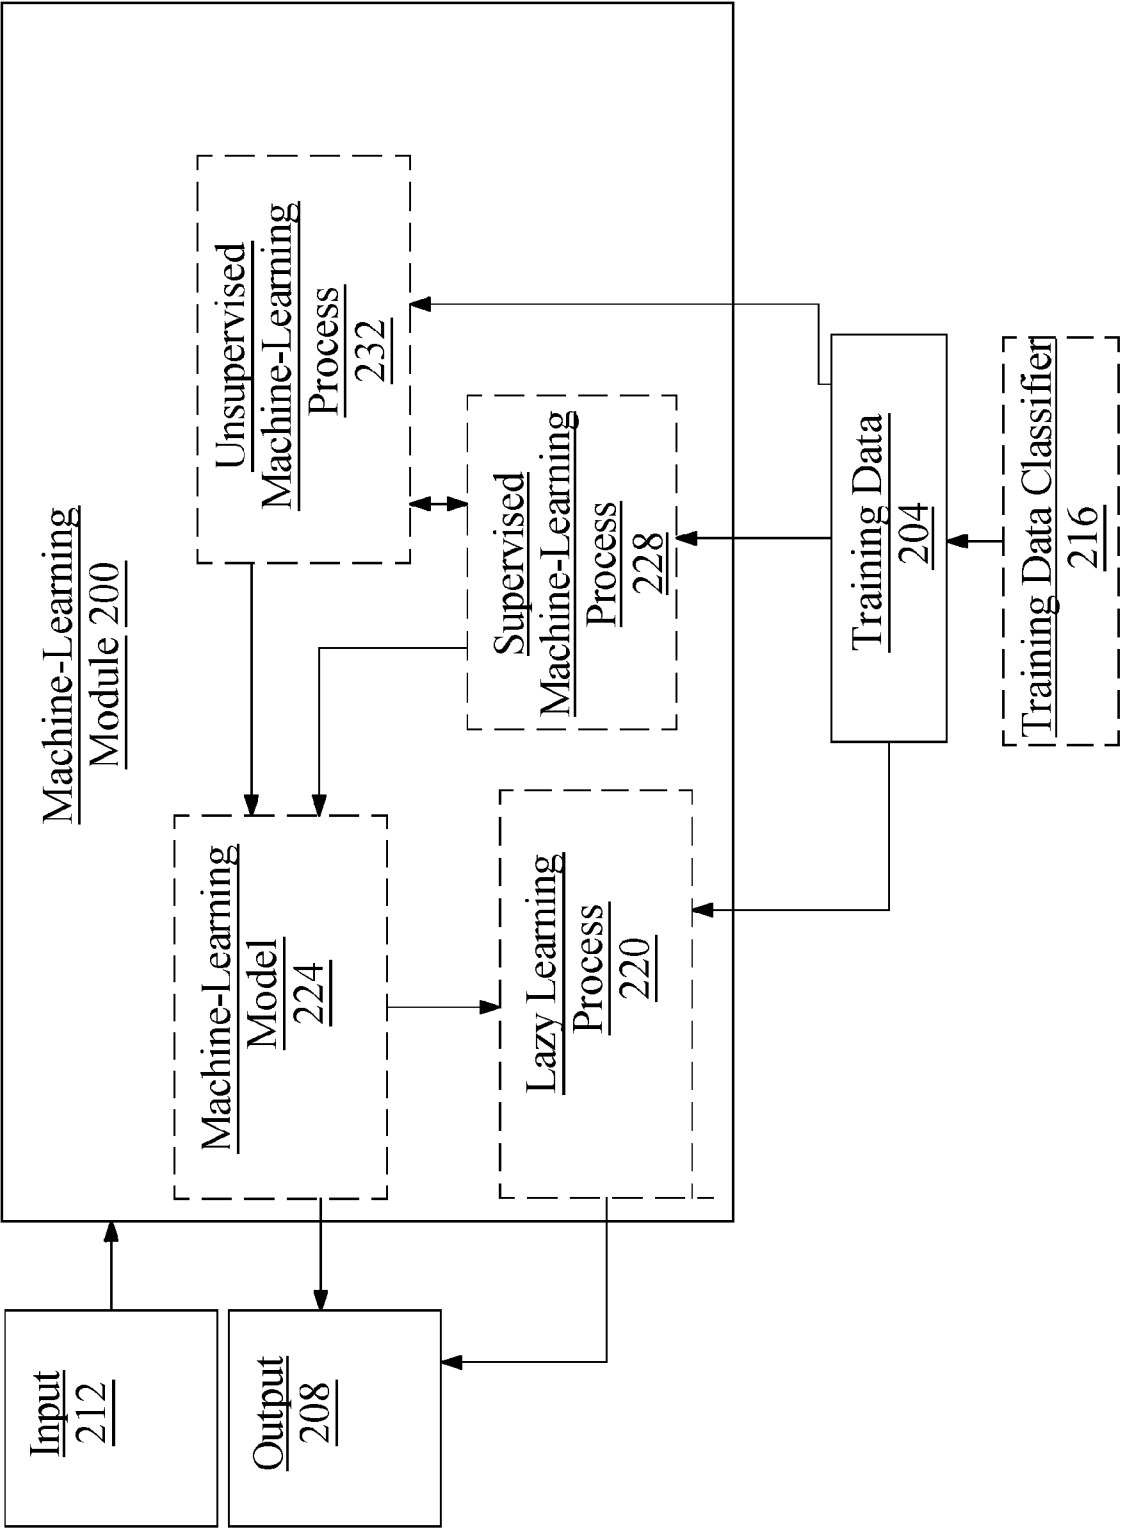 Machine-Learning
Module 200
Unsupervised
Machine-Learning
Process
232
Machine-Learning
Model
224
Supervised
Machine-Learning
Process
228
Lazy Learning
Process
220
Input
212
Output
208
Training Data
204
Training Data Classifier
216